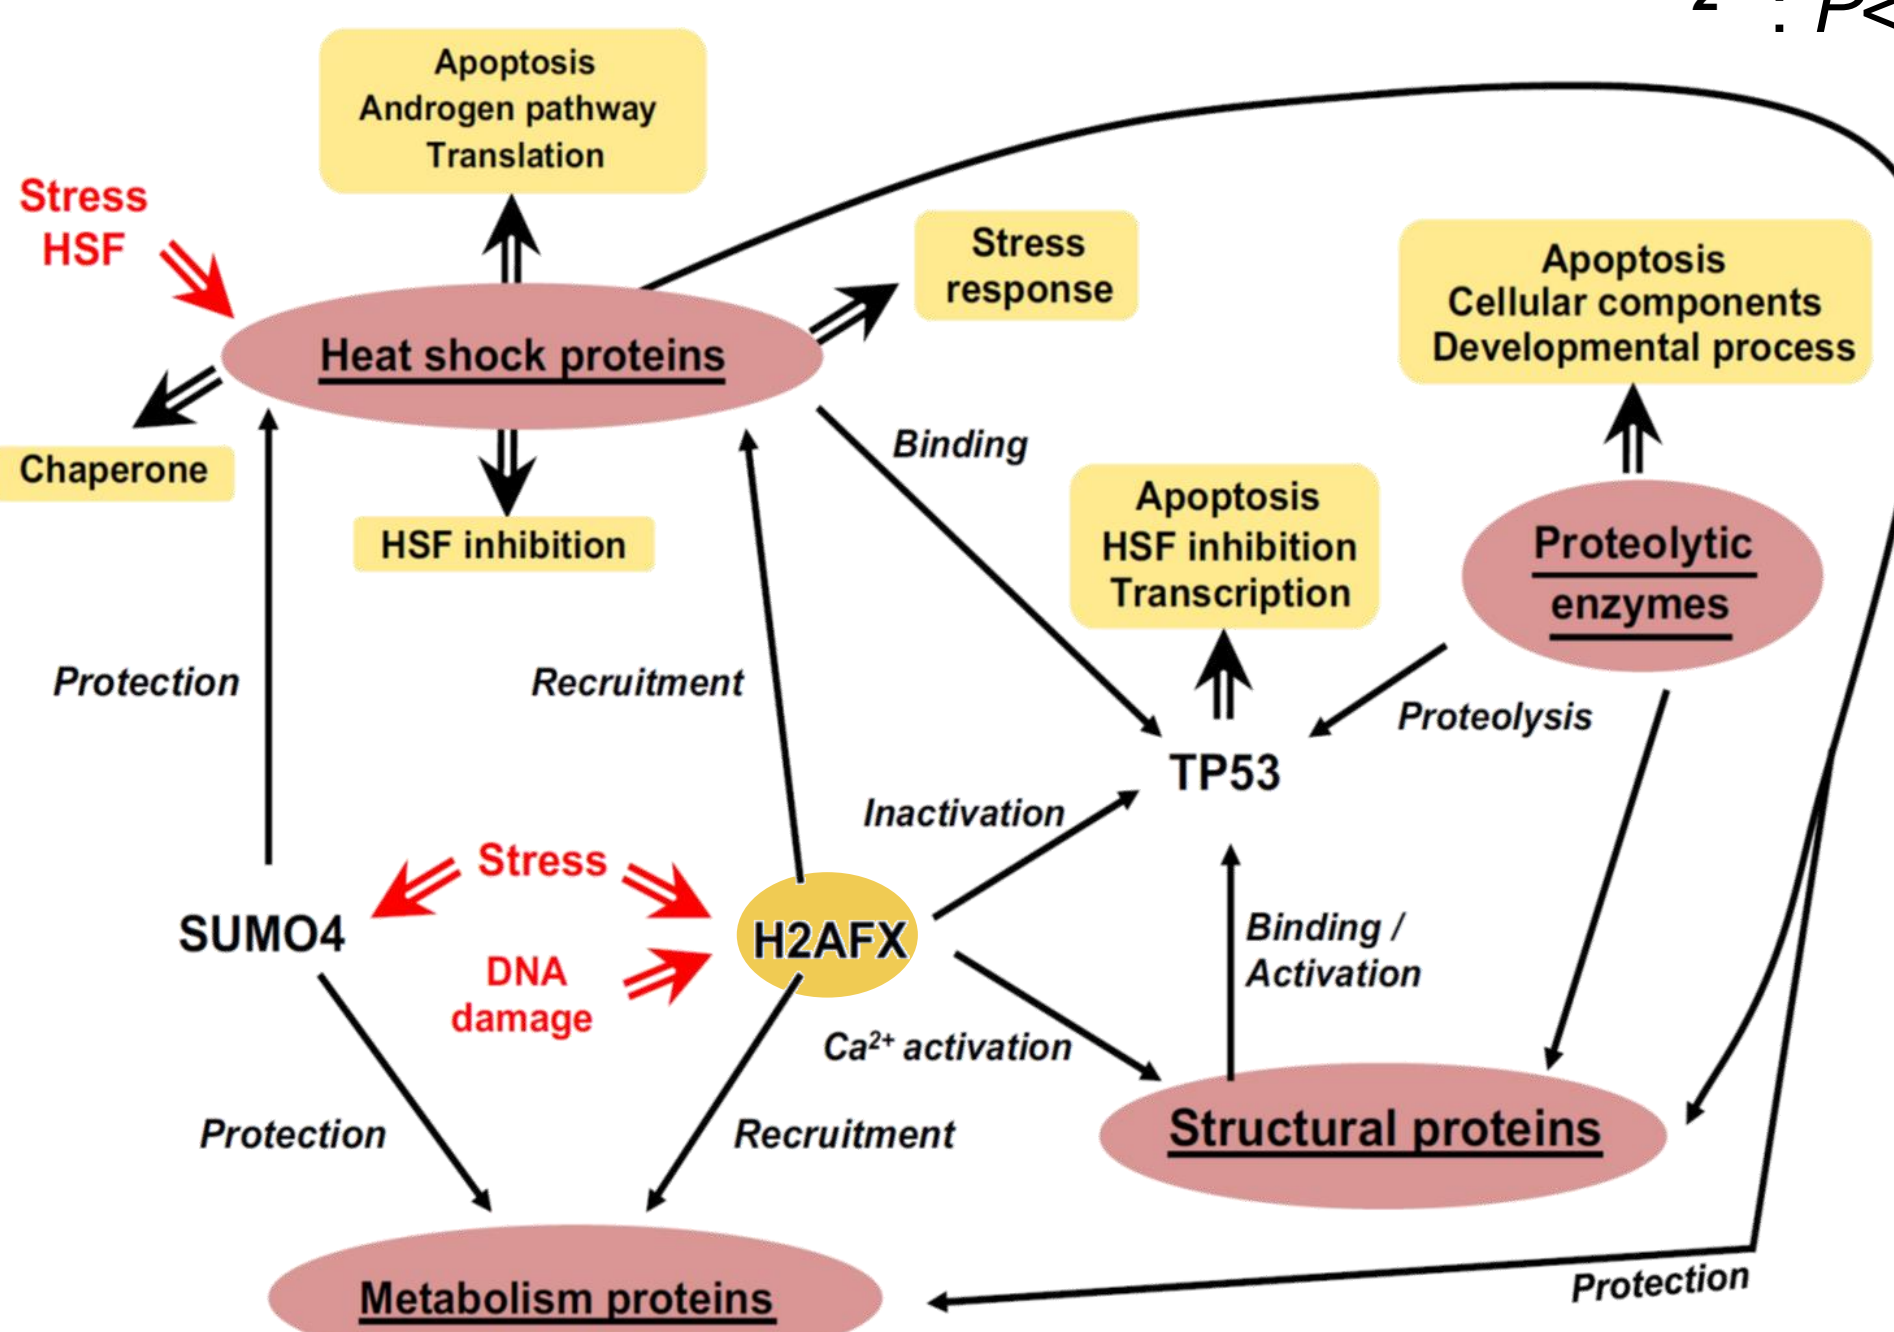 2 : P<
Apoptosis
Androgen pathway
Translation
Stress
HSF
Stress
response
Apoptosis
Cellular components
Developmental process
Heat shock proteins
Binding
Chaperone
HSF inhibition
Apoptosis
HSF inhibition
Transcription
Proteolytic
enzymes
Protection
Recruitment
Proteolysis
TP53
Inactivation
Stress
SUMO4
H2AFX
DNA
damage
Binding /
Activation
Ca²⁺ activation
Protection
Recruitment
Structural proteins
Protection
Metabolism proteins